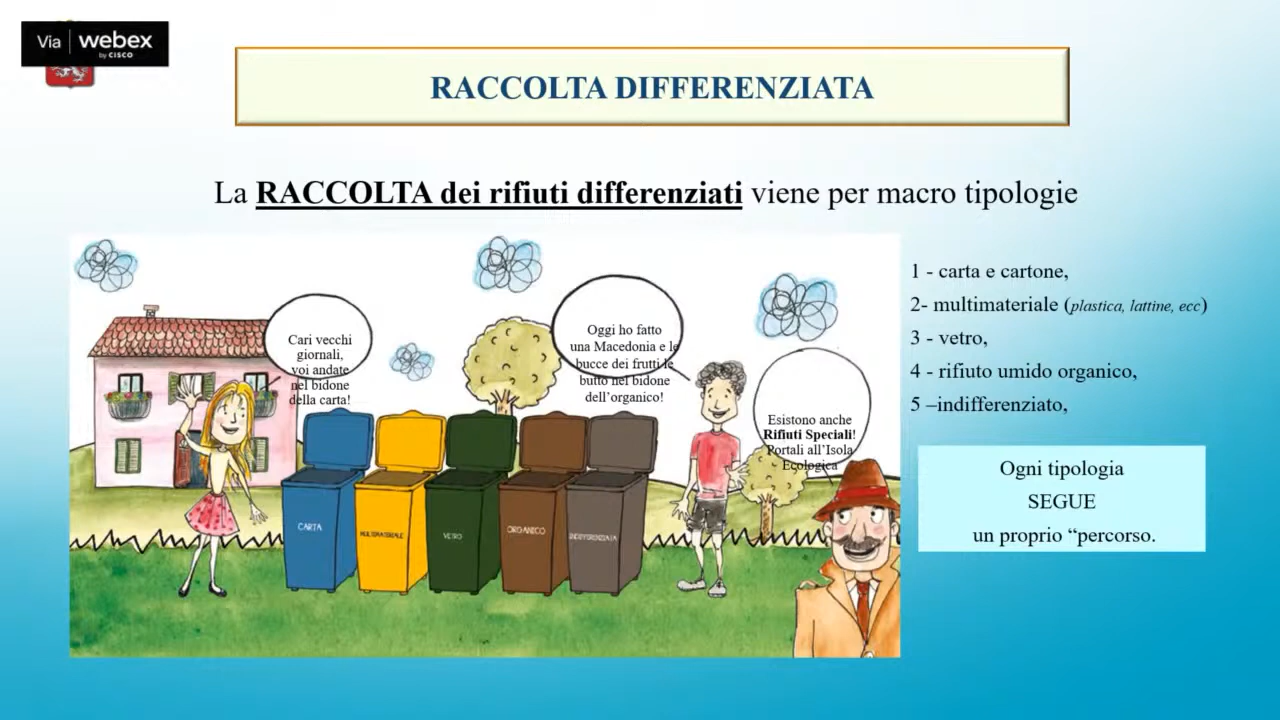 Via webex
by CISCO
RACCOLTA DIFFERENZIATA
La RACCOLTA dei rifiuti differenziati viene per macro tipologie
Cari vecchi
giornali,
voi andate
nel bidone
della carta!
Oggi ho fatto
una Macedonia e le
bucce dei frutti le
butto nel bidone
dell'organico!
Esistono anche
Rifiuti Speciali!
Portali all'Isola
Ecologica
CARTA
MULTIMATERIALE
VETRO
ORGANICO
INDIFFERENZIATA
1 - carta e cartone,
2- multimateriale (plastica, lattine, ecc)
3 - vetro,
4 - rifiuto umido organico,
5 –indifferenziato,
Ogni tipologia
SEGUE
un proprio “percorso.